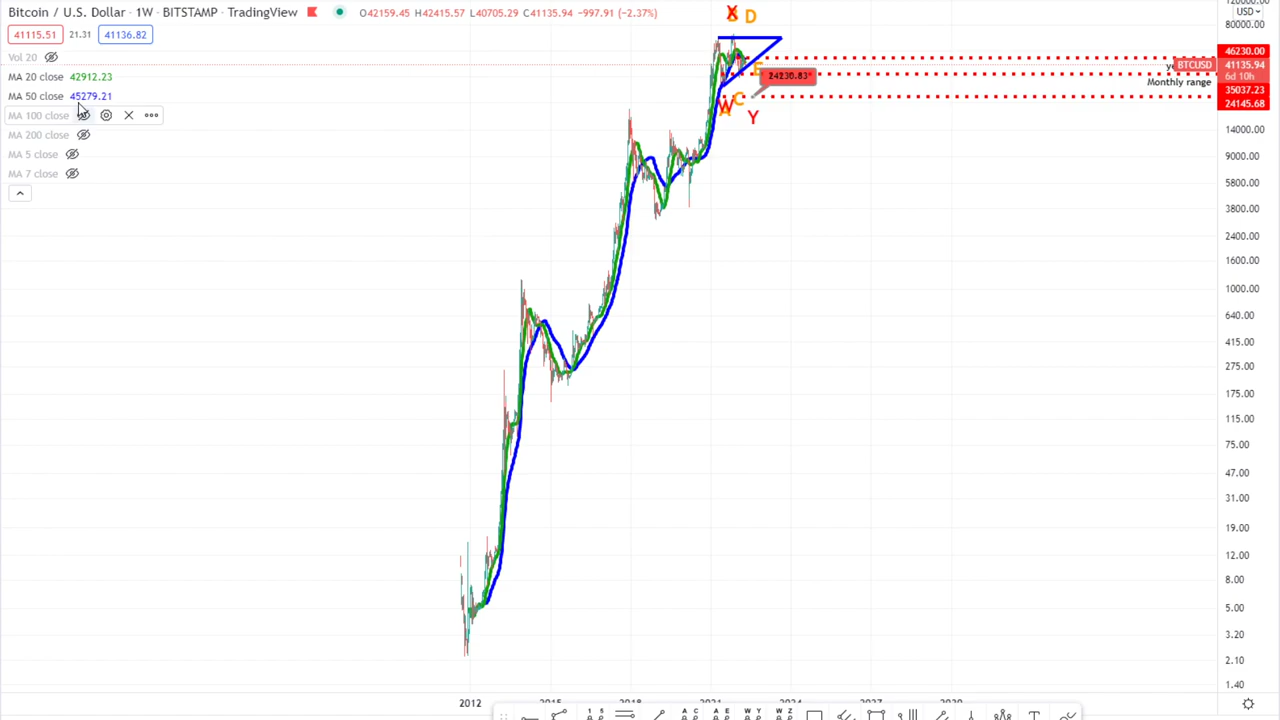 Bitcoin / U.S. Dollar · 1W · BITSTAMP · TradingView O42159.45 H42415.57 L40705.29 C41135.94 -997.91 (-2.37%)
41115.51 21.31 41136.82
Vol 20
MA 20 close 42912.23
MA 50 close 45279.21
MA 100 close
MA 200 close
MA 5 close
MA 7 close
X D
24230.83
W C
Y
Monthly range
USD
80000.00
46230.00
BTCUSD 41135.94
6d 10h
35037.23
24145.68
14000.00
9000.00
5800.00
3800.00
2400.00
1600.00
1000.00
640.00
415.00
275.00
175.00
115.00
75.00
47.00
31.00
19.00
12.00
8.00
5.00
3.20
2.10
1.40
2012 2015 2018 2021 2024 2027